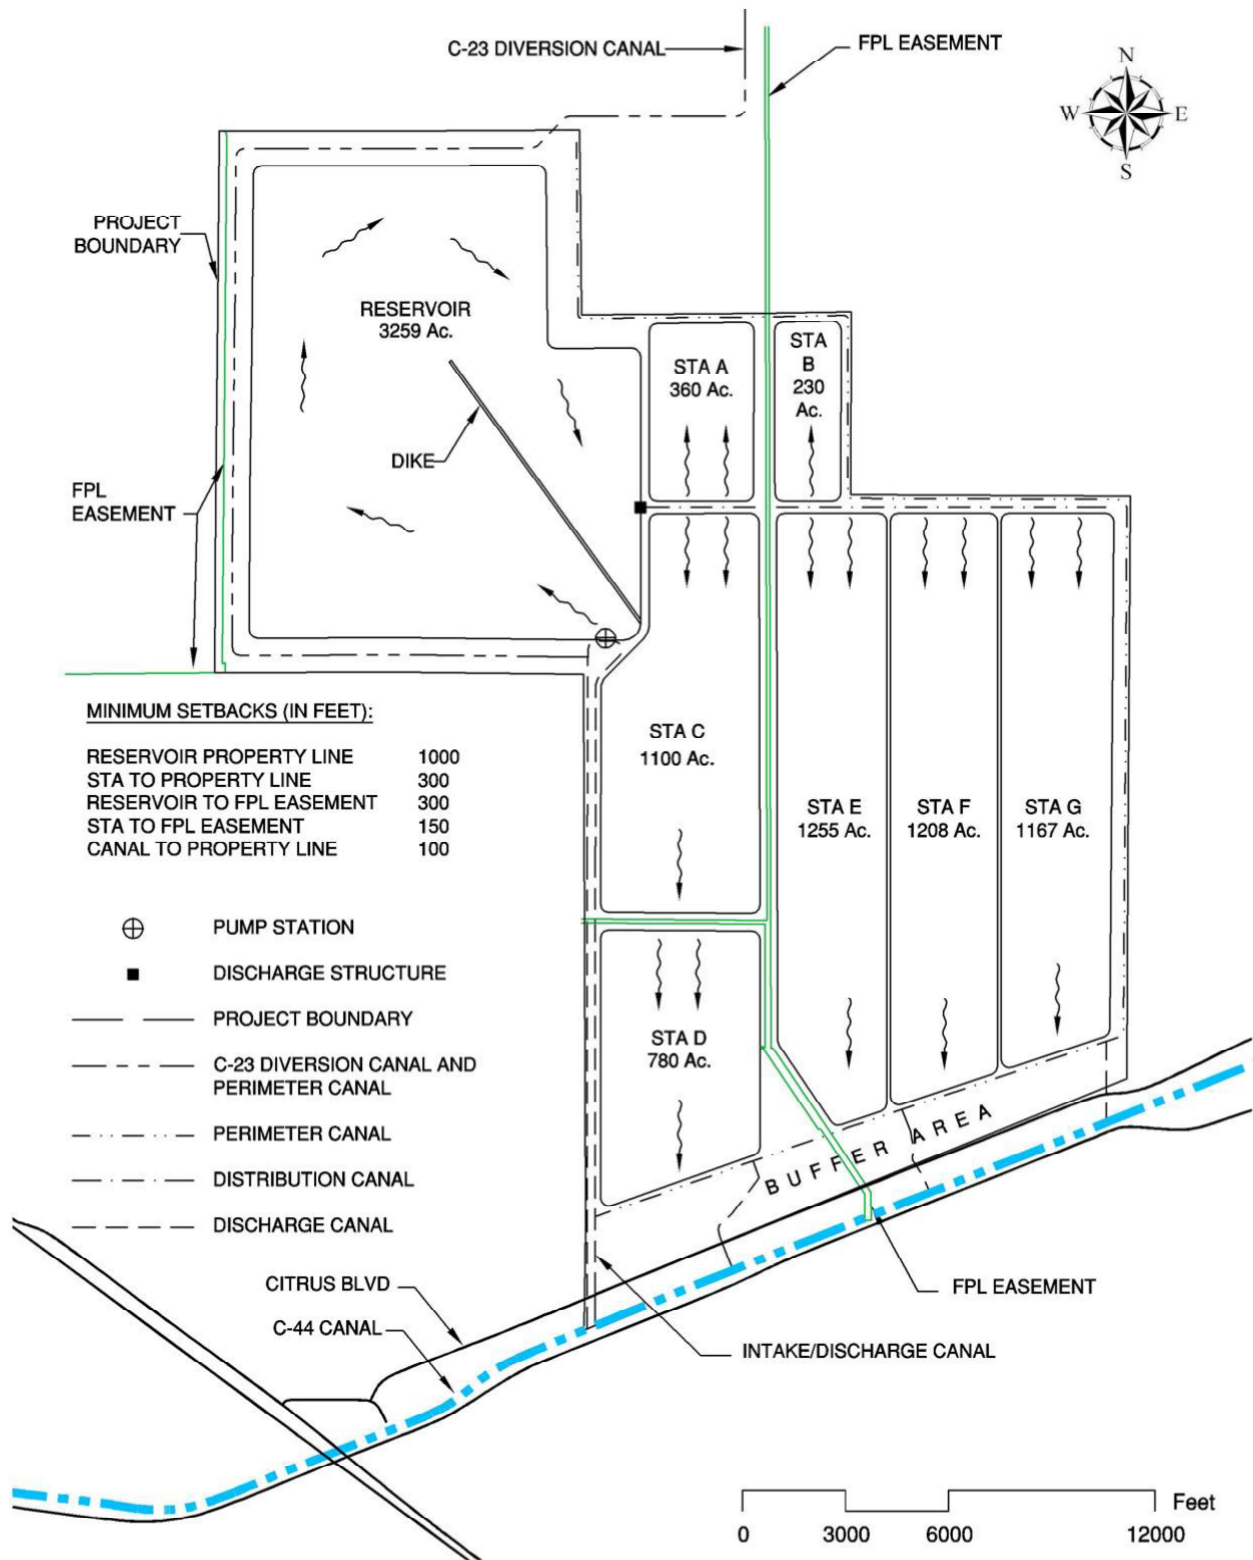 C-23 DIVERSION CANAL
FPL EASEMENT
N
W E
S
PROJECT
BOUNDARY
RESERVOIR
3259 Ac.
STA A
360 Ac.
STA
B
230
Ac.
DIKE
FPL
EASEMENT
MINIMUM SETBACKS (IN FEET):
RESERVOIR PROPERTY LINE 1000
STA TO PROPERTY LINE 300
RESERVOIR TO FPL EASEMENT 300
STA TO FPL EASEMENT 150
CANAL TO PROPERTY LINE 100
STA C
1100 Ac.
STA E
1255 Ac.
STA F
1208 Ac.
STA G
1167 Ac.
PUMP STATION
DISCHARGE STRUCTURE
PROJECT BOUNDARY
C-23 DIVERSION CANAL AND
PERIMETER CANAL
PERIMETER CANAL
DISTRIBUTION CANAL
DISCHARGE CANAL
STA D
780 Ac.
BUFFER AREA
CITRUS BLVD
C-44 CANAL
FPL EASEMENT
INTAKE/DISCHARGE CANAL
Feet
0 3000 6000 12000